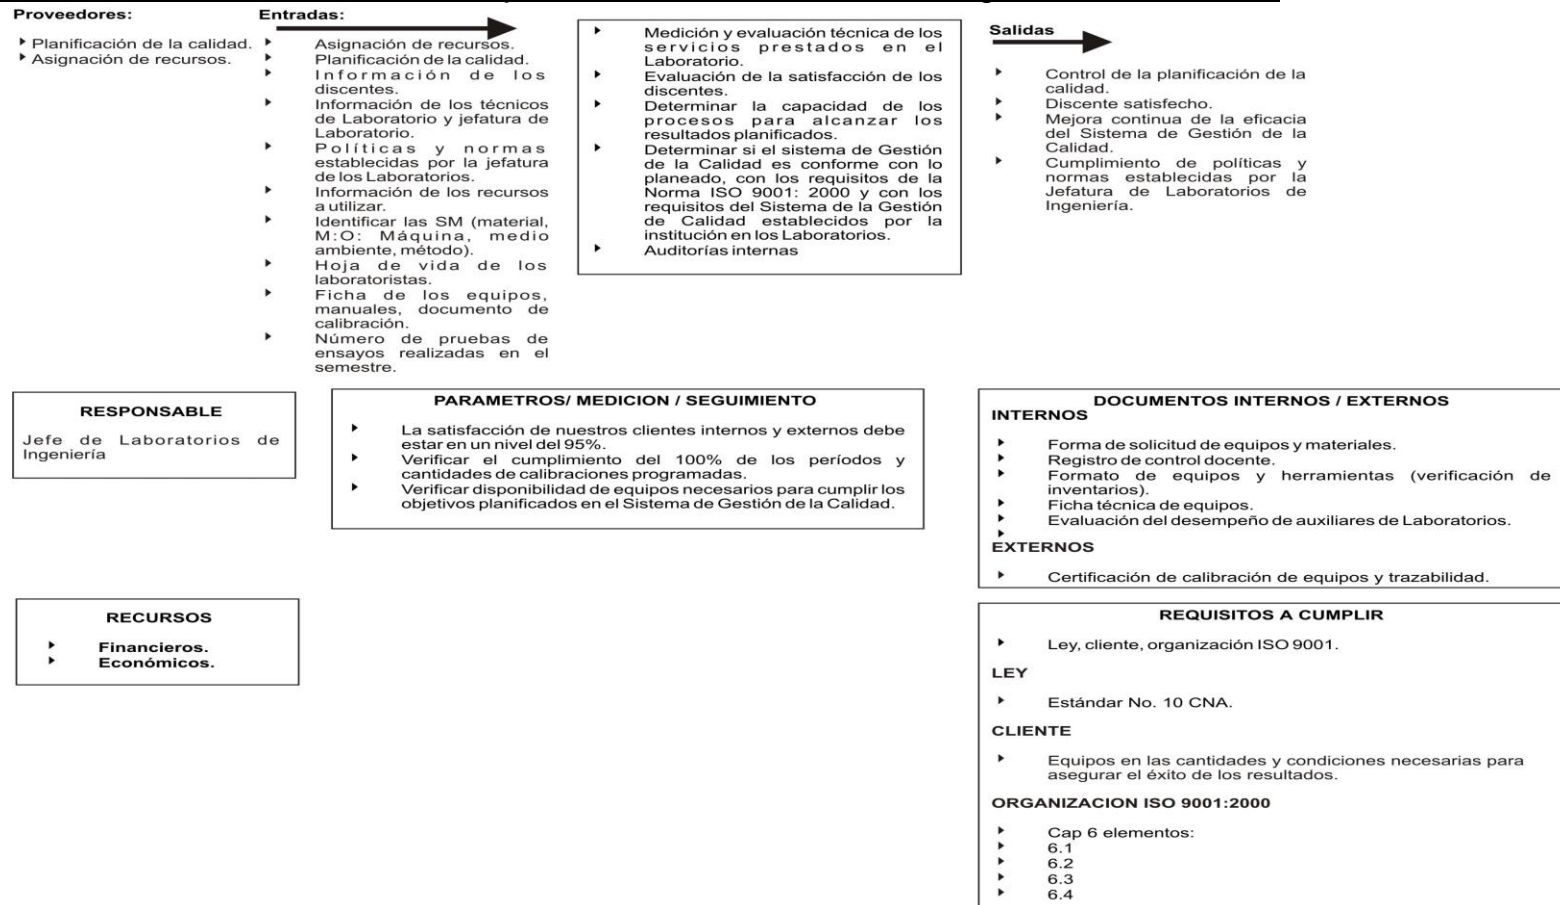 Proveedores:
Planificación de la calidad.
Asignación de recursos.
Entradas:
Asignación de recursos.
Planificación de la calidad.
Información de los
discentes.
Información de los técnicos
de Laboratorio y jefatura de
Laboratorio.
Políticas y normas
establecidas por la jefatura
de los Laboratorios.
Información de los recursos
a utilizar.
Identificar las SM (material,
M:O: Máquina, medio
ambiente, método).
Hoja de vida de los
laboratoristas.
Ficha de los equipos,
manuales, documento de
calibración.
Número de pruebas de
ensayos realizadas en el
semestre.
Medición y evaluación técnica de los
servicios prestados en el
Laboratorio.
Evaluación de la satisfacción de los
discentes.
Determinar la capacidad de los
procesos para alcanzar los
resultados planificados.
Determinar si el sistema de Gestión
de la Calidad es conforme con lo
planeado, con los requisitos de la
Norma ISO 9001: 2000 y con los
requisitos del Sistema de la Gestión
de Calidad establecidos por la
institución en los Laboratorios.
Auditorías internas
Salidas
Control de la planificación de la
calidad.
Discente satisfecho.
Mejora continua de la eficacia
del Sistema de Gestión de la
Calidad.
Cumplimiento de políticas y
normas establecidas por la
Jefatura de Laboratorios de
Ingeniería.
RESPONSABLE
Jefe de Laboratorios de
Ingeniería
PARAMETROS/ MEDICION / SEGUIMIENTO
La satisfacción de nuestros clientes internos y externos debe
estar en un nivel del 95%.
Verificar el cumplimiento del 100% de los períodos y
cantidades de calibraciones programadas.
Verificar disponibilidad de equipos necesarios para cumplir los
objetivos planificados en el Sistema de Gestión de la Calidad.
DOCUMENTOS INTERNOS / EXTERNOS
INTERNOS
Forma de solicitud de equipos y materiales.
Registro de control docente.
Formato de equipos y herramientas (verificación de
inventarios).
Ficha técnica de equipos.
Evaluación del desempeño de auxiliares de Laboratorios.
EXTERNOS
Certificación de calibración de equipos y trazabilidad.
RECURSOS
Financieros.
Económicos.
REQUISITOS A CUMPLIR
Ley, cliente, organización ISO 9001.
LEY
Estándar No. 10 CNA.
CLIENTE
Equipos en las cantidades y condiciones necesarias para
asegurar el éxito de los resultados.
ORGANIZACION ISO 9001:2000
Cap 6 elementos:
6.1
6.2
6.3
6.4